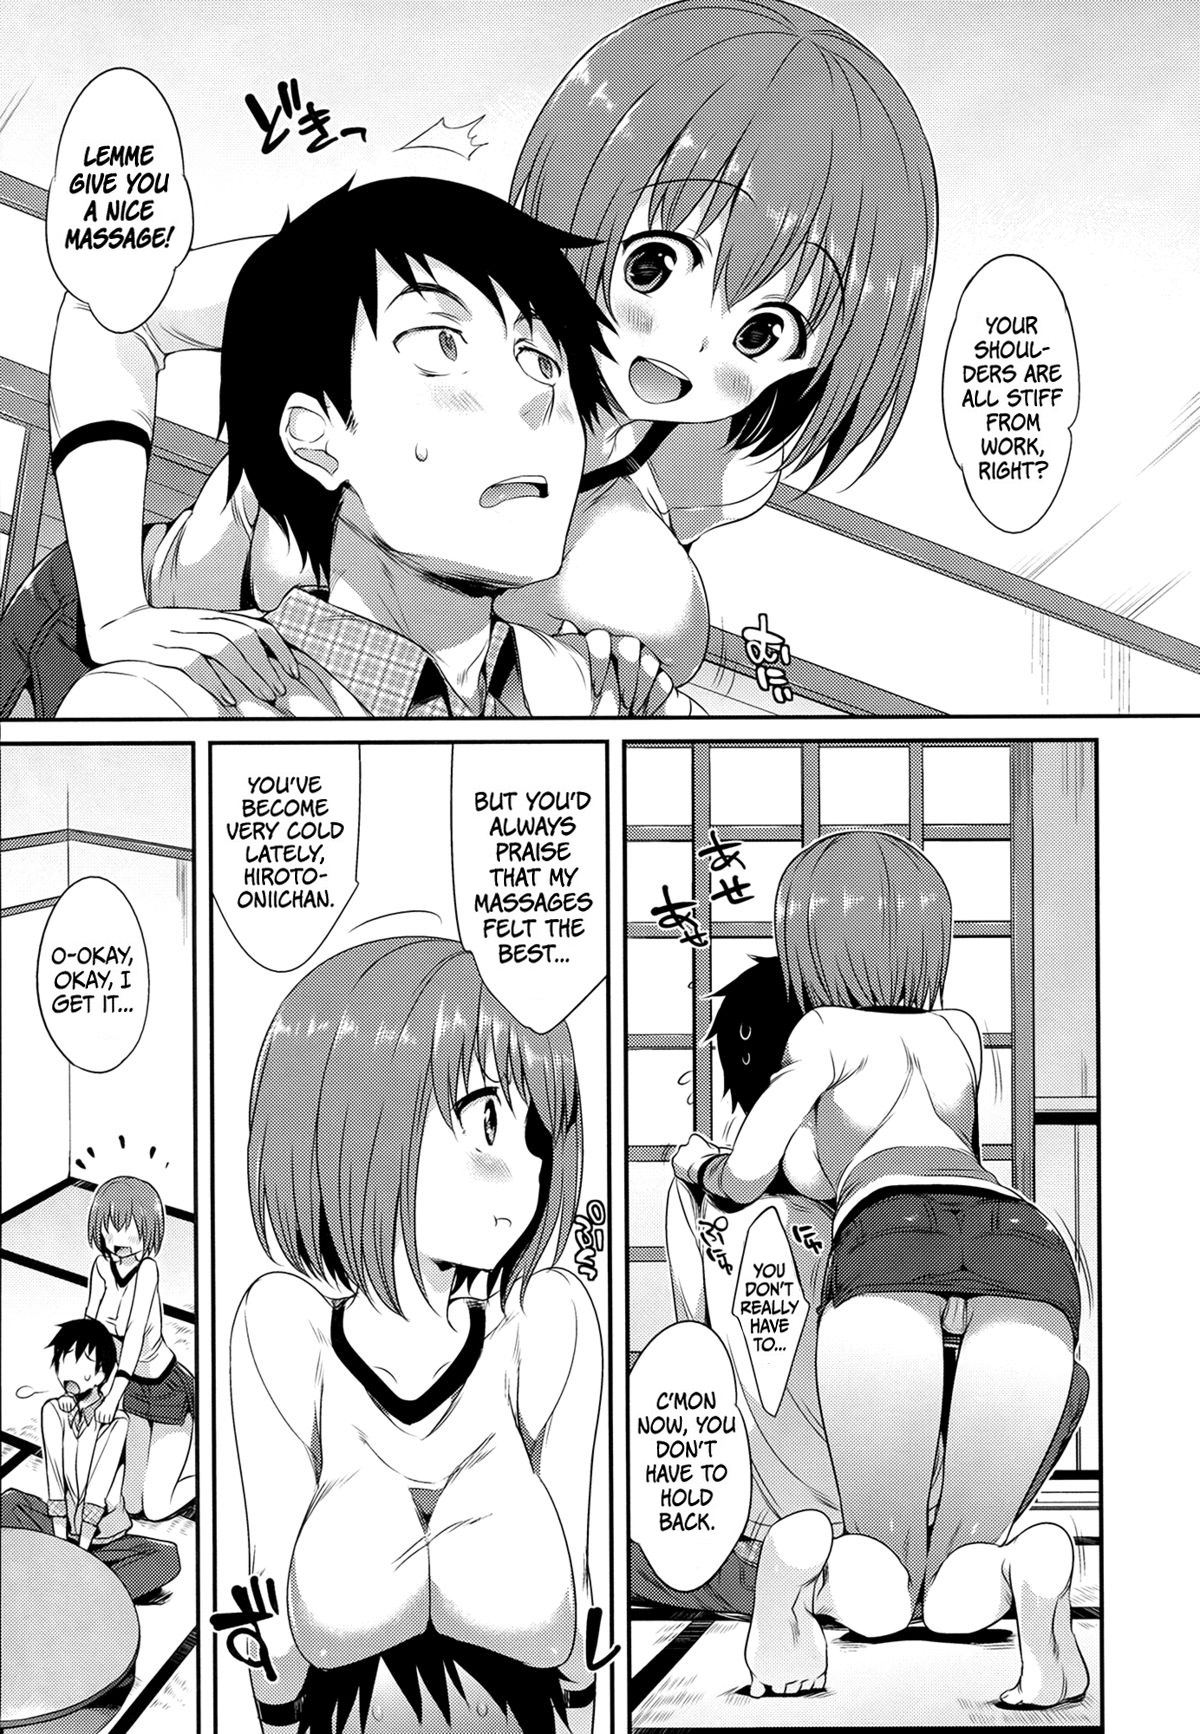 YOUR
SHOUL-
DERS ARE
ALL STIFF
FROM
WORK,
RIGHT?
LEMME
GIVE YOU
A NICE
MASSAGE!
どきっ
あせ
あせ
YOU
DON'T
REALLY
HAVE
TO...
C'MON
NOW, YOU
DON'T
HAVE TO
HOLD
BACK.
BUT YOU'D
ALWAYS
PRAISE
THAT MY
MASSAGES
FELT THE
BEST...
YOU'VE
BECOME
VERY COLD
LATELY,
HIROTO-
ONIICHAN.
O-OKAY,
OKAY, I
GET IT...